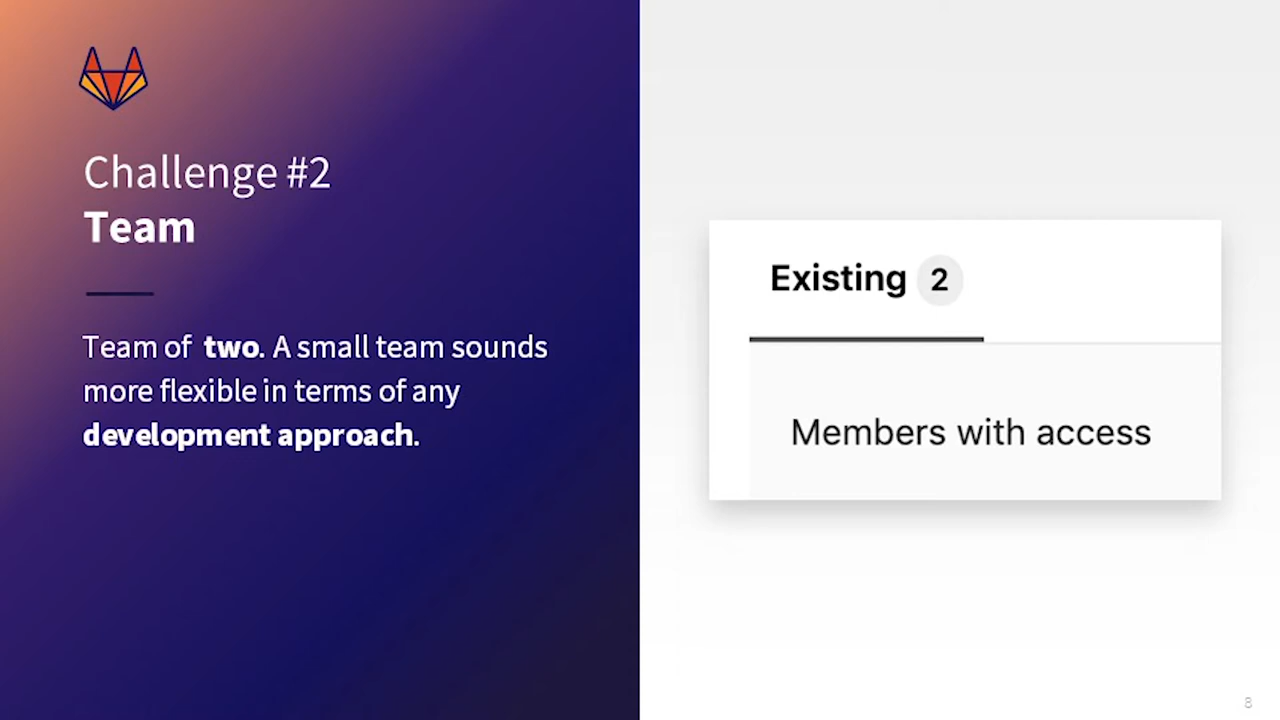 Challenge #2
Team
Team of two. A small team sounds
more flexible in terms of any
development approach.
Existing 2
Members with access
8